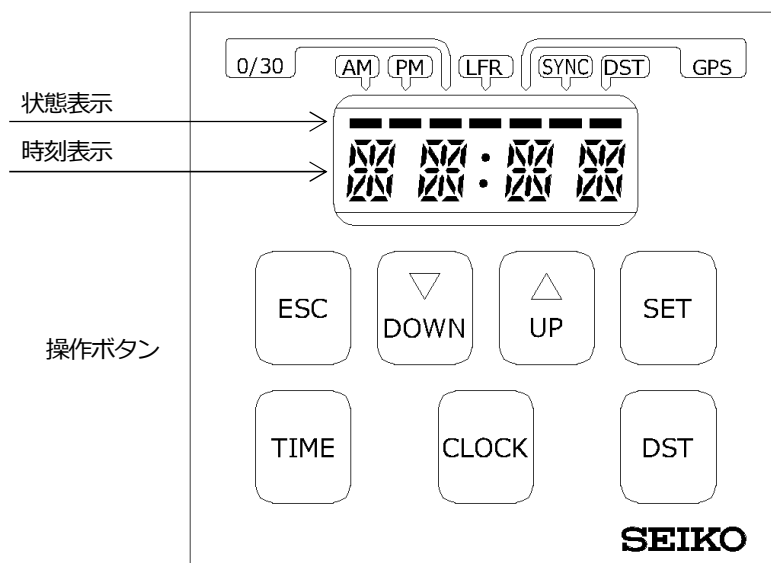 0/30 AM PM LFR SYNC DST GPS
状態表示
時刻表示
ESC ▽ DOWN △ UP SET
操作ボタン
TIME CLOCK DST
SEIKO